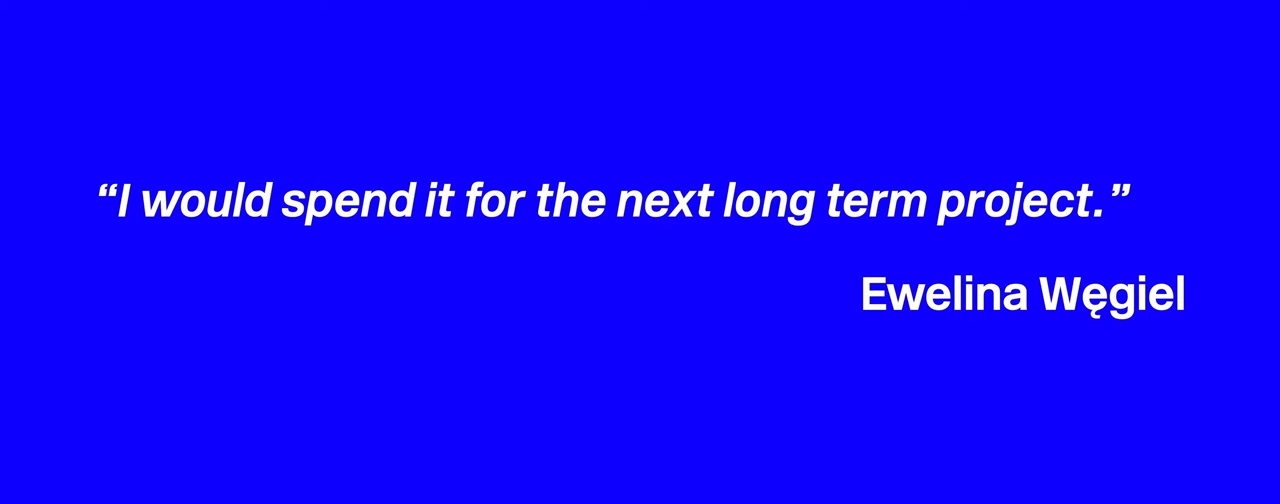 “I would spend it for the next long term project.”
Ewelina Węgiel